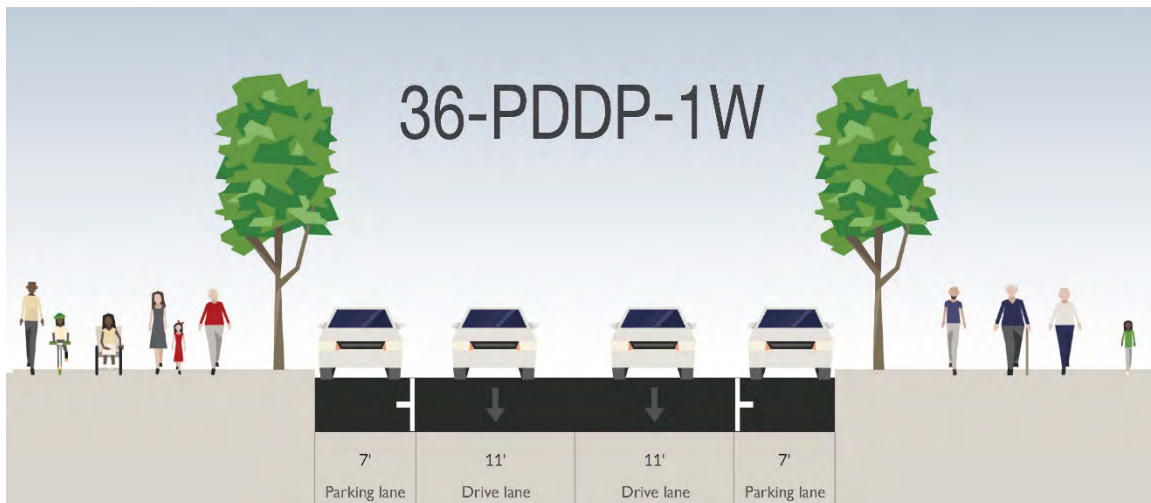 36-PDDP-1W
7' 11' 11' 7'
Parking lane Drive lane Drive lane Parking lane